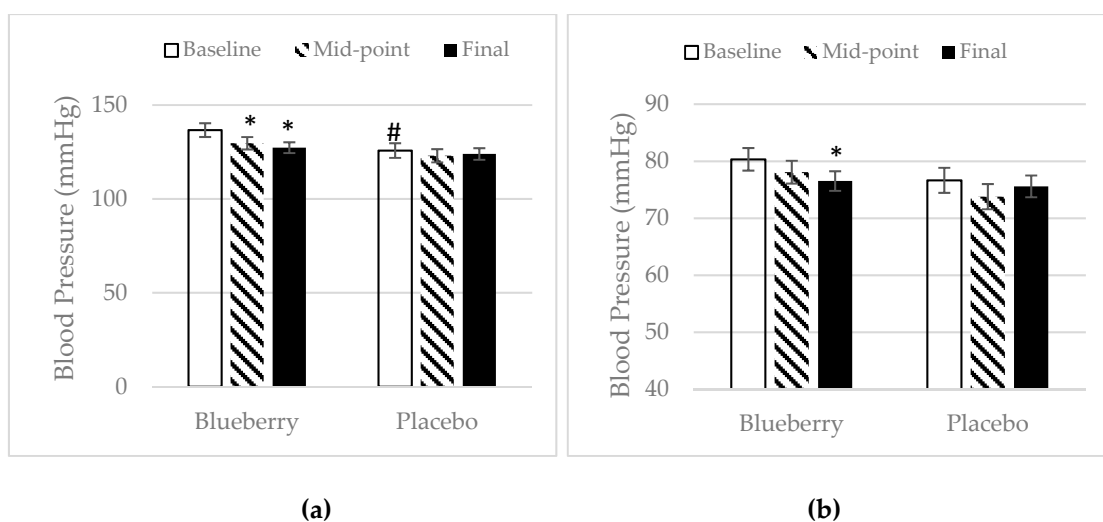 Baseline Mid-point Final
Blood Pressure (mmHg)
150
100
50
0
* * #
Blueberry Placebo
(a)
Baseline Mid-point Final
Blood Pressure (mmHg)
90
80
70
60
50
40
*
Blueberry Placebo
(b)